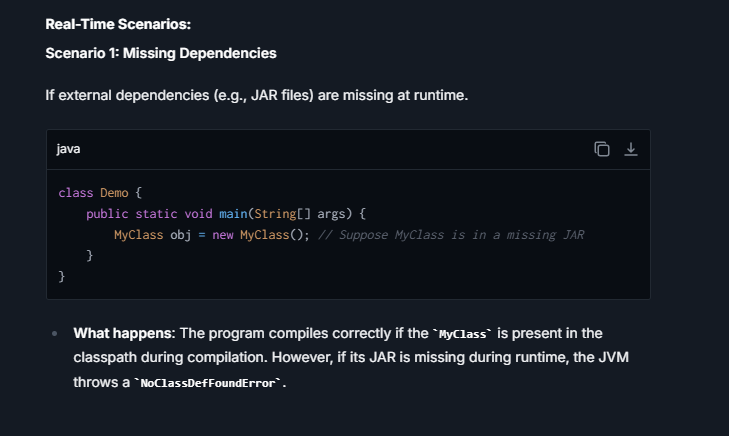 Real-Time Scenarios:
Scenario 1: Missing Dependencies
If external dependencies (e.g., JAR files) are missing at runtime.
java
class Demo {
    public static void main(String[] args) {
        MyClass obj = new MyClass(); // Suppose MyClass is in a missing JAR
    }
}
• What happens: The program compiles correctly if the `MyClass` is present in the
classpath during compilation. However, if its JAR is missing during runtime, the JVM
throws a `NoClassDefFoundError`.